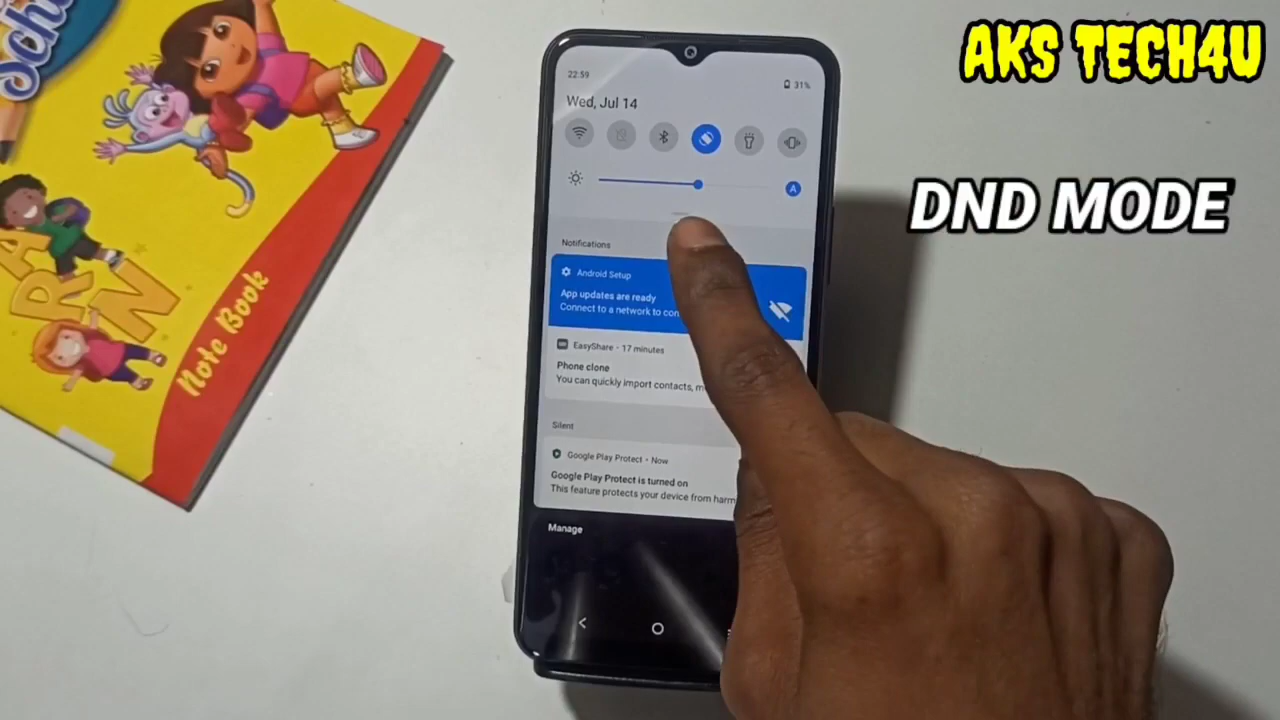 AKS TECH4U
DND MODE
Sch
ARAN
Note Book
22:59
31%
Wed, Jul 14
A
Notifications
Android Setup
App updates are ready
Connect to a network to con
EasyShare • 17 minutes
Phone clone
You can quickly import contacts, m
Silent
Google Play Protect • Now
Google Play Protect is turned on
This feature protects your device from harm
Manage